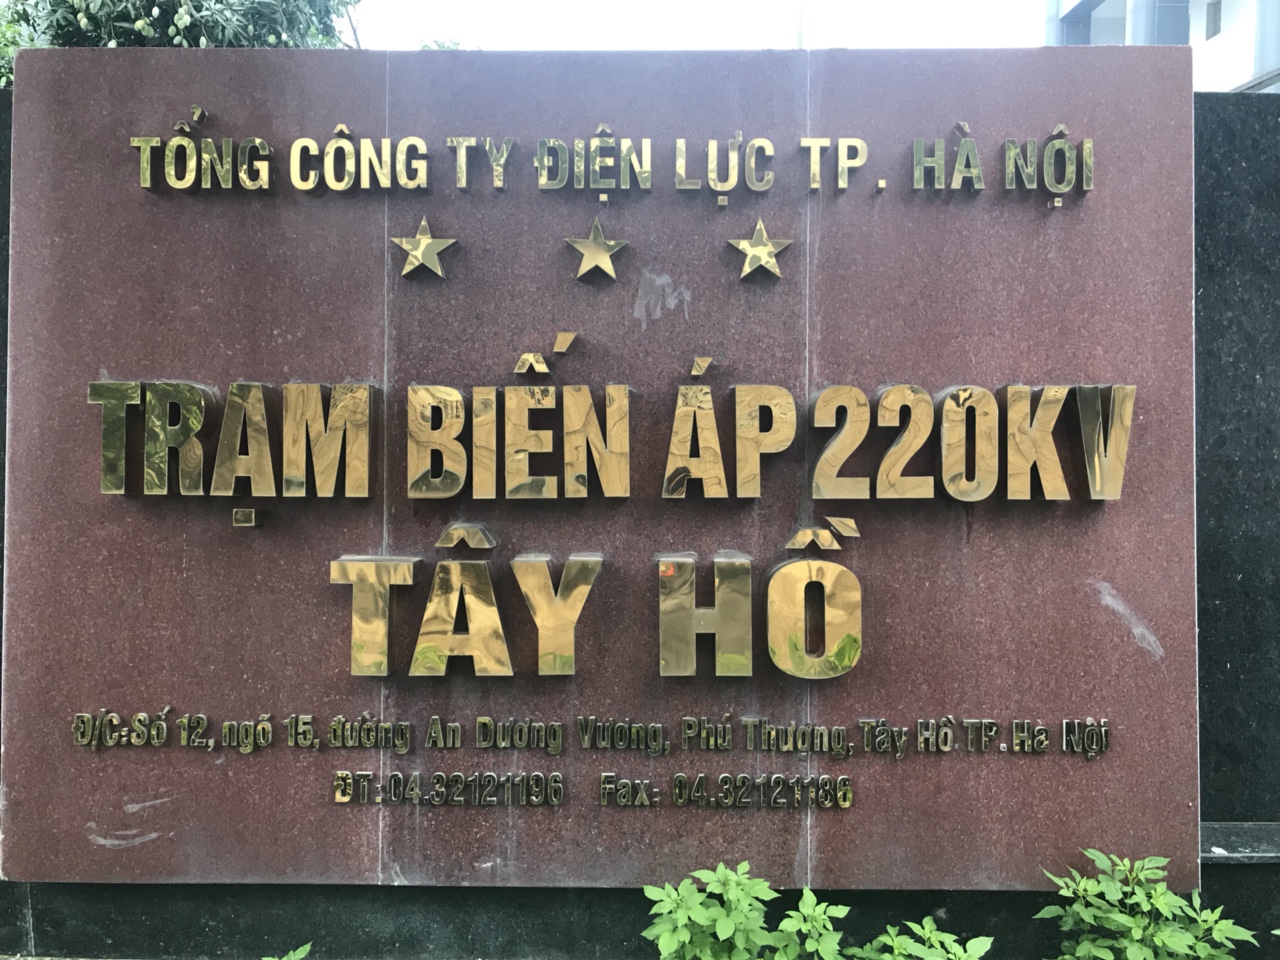 TỔNG CÔNG TY ĐIỆN LỰC TP. HÀ NỘI
TRẠM BIẾN ÁP 220KV
TÂY HỒ
Đ/C: Số 12, ngõ 15, đường An Dương Vương, Phú Thượng, Tây Hồ. TP. Hà Nội
ĐT: 04.32121196 Fax: 04.32121186